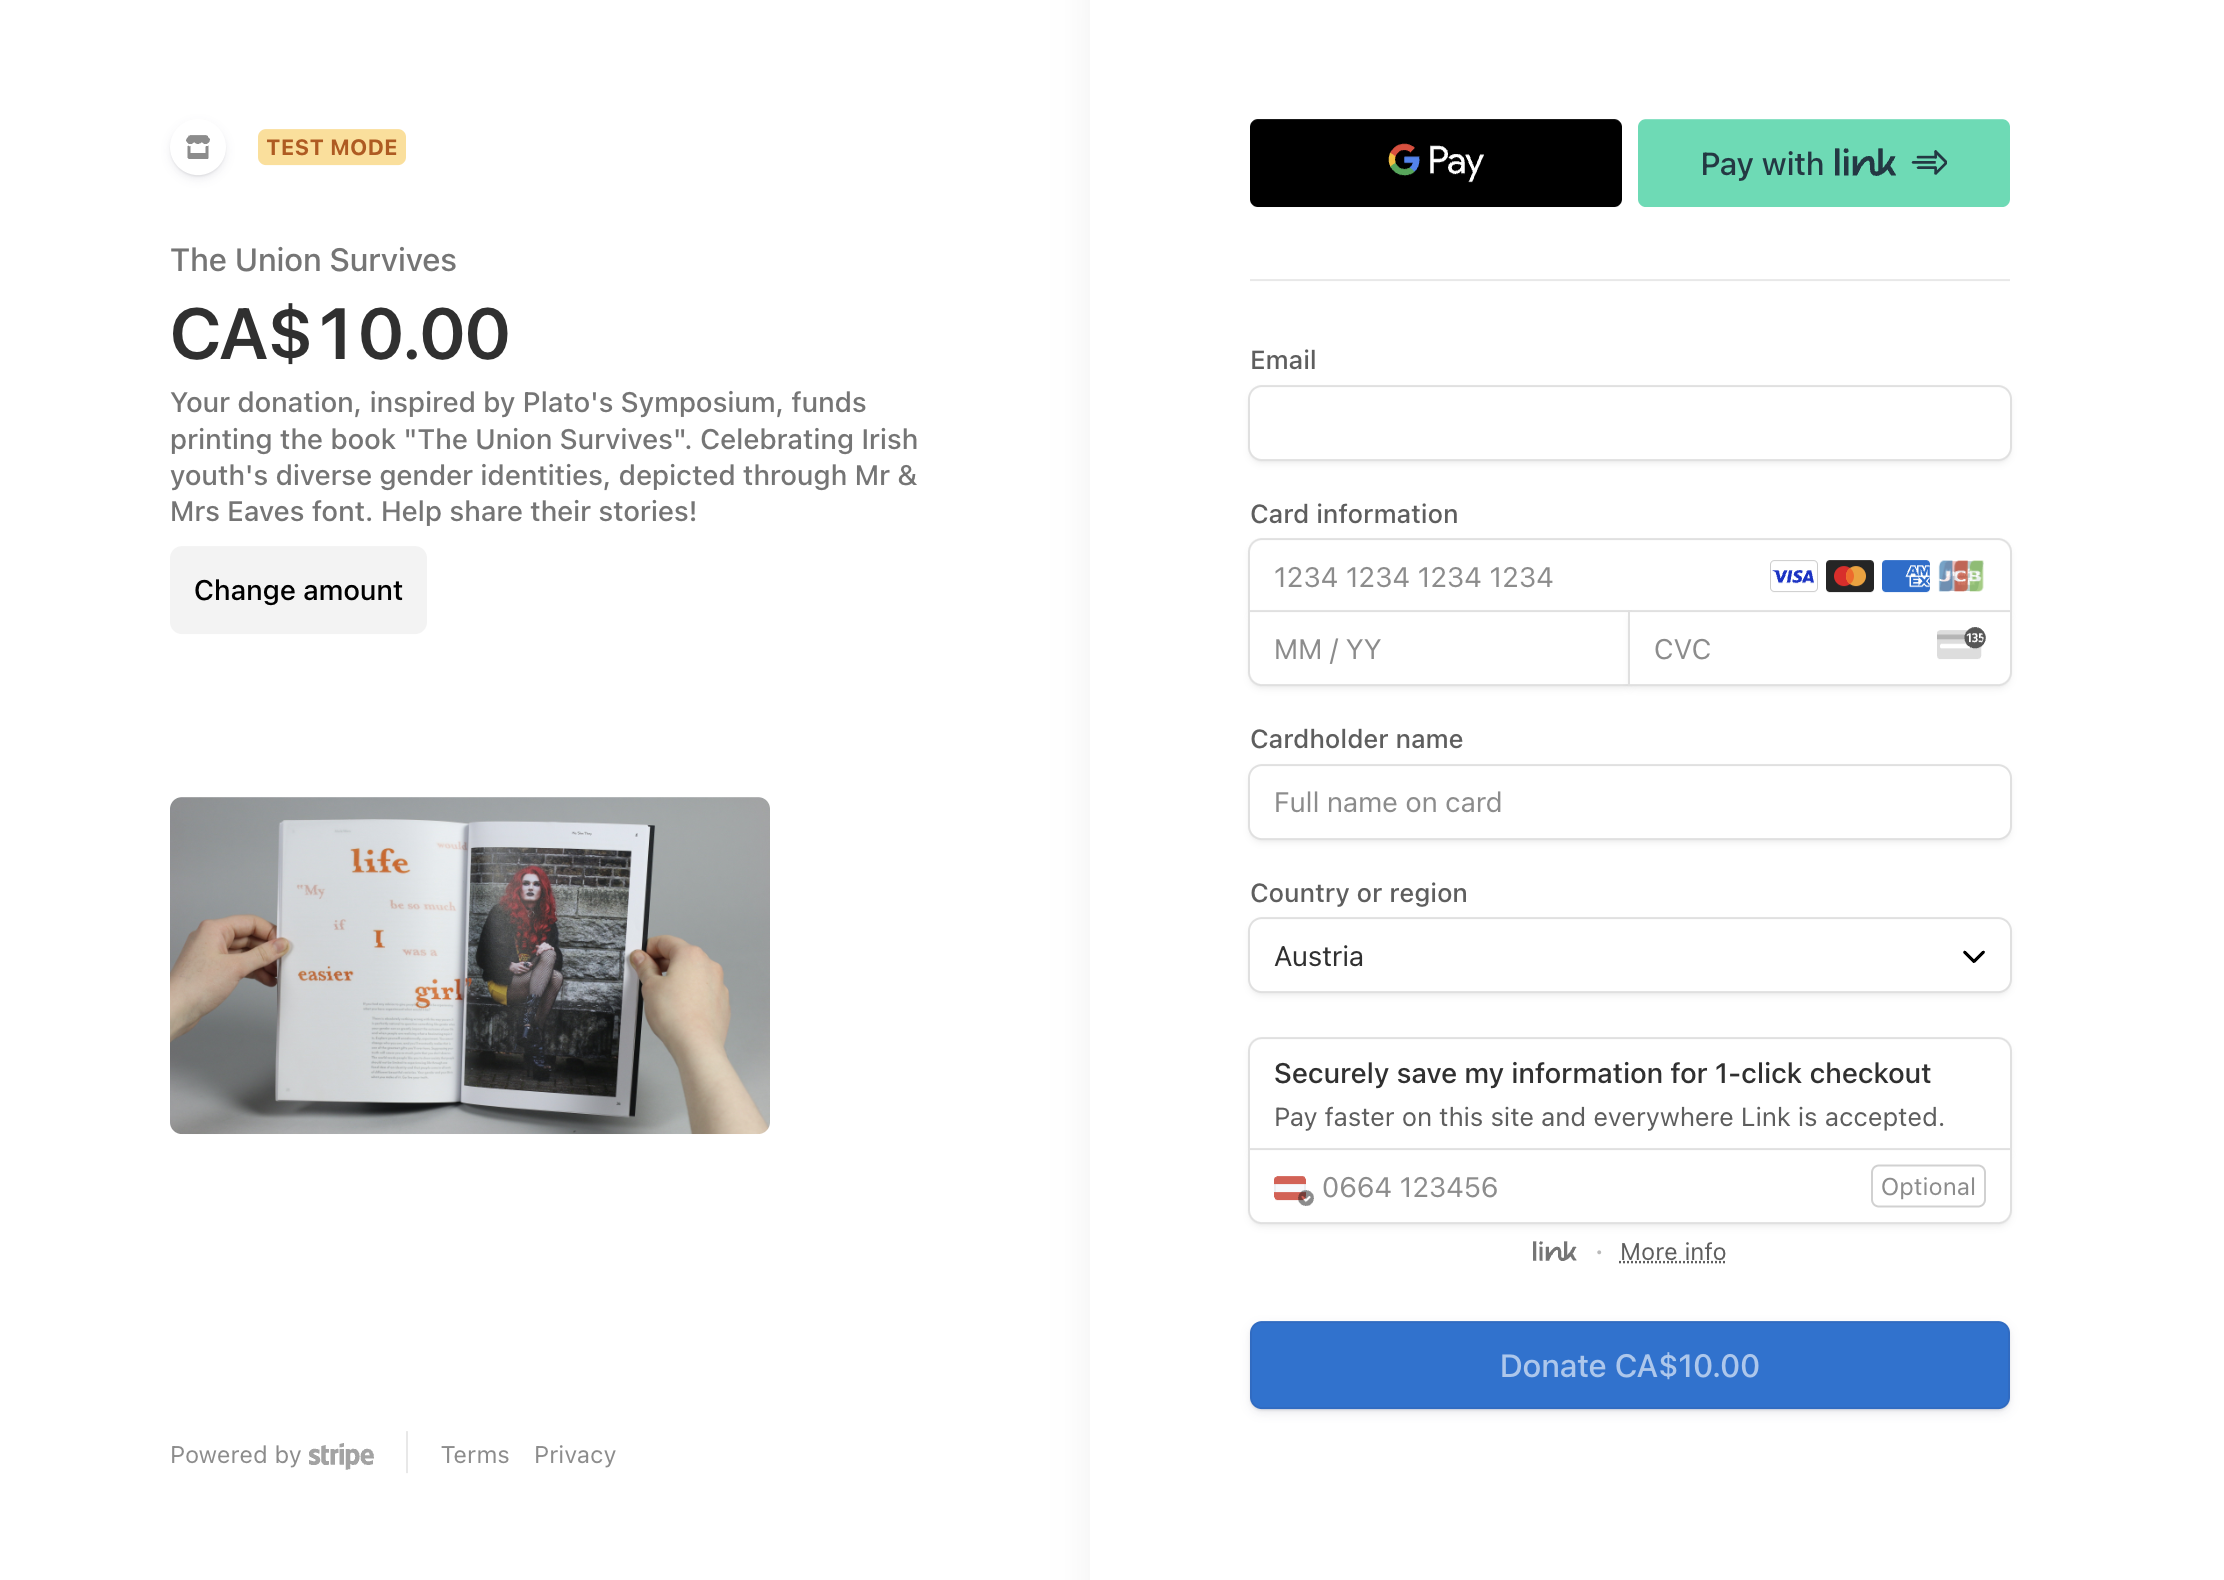 TEST MODE
The Union Survives
CA$10.00
Your donation, inspired by Plato's Symposium, funds
printing the book "The Union Survives". Celebrating Irish
youth's diverse gender identities, depicted through Mr &
Mrs Eaves font. Help share their stories!
Change amount
would
life
"My
be so much
if
I
was a
easier
girl"
Powered by stripe
Terms Privacy
G Pay
Pay with link
Email
Card information
1234 1234 1234 1234
VISA
AMEX
JCB
MM / YY
CVC
135
Cardholder name
Full name on card
Country or region
Austria
Securely save my information for 1-click checkout
Pay faster on this site and everywhere Link is accepted.
0664 123456
Optional
link · More info
Donate CA$10.00